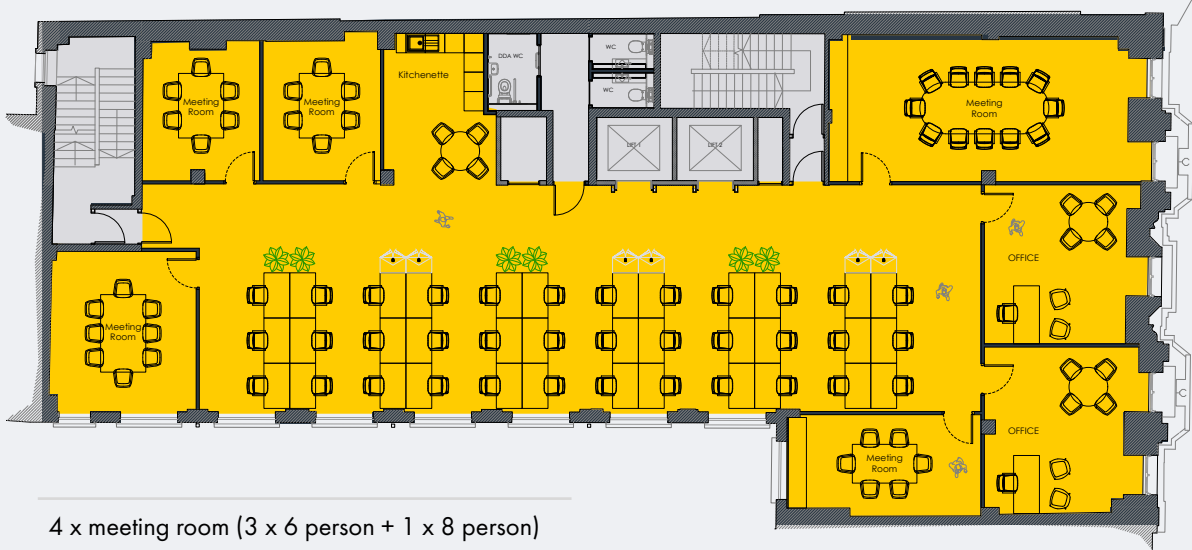 DDA WC
WC
WC
Kitchenette
Meeting
Room
Meeting
Room
Meeting
Room
LIFT 1
LIFT 2
OFFICE
Meeting
Room
OFFICE
Meeting
Room
4 x meeting room (3 x 6 person + 1 x 8 person)